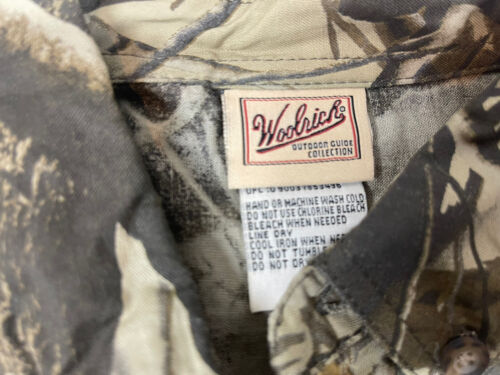 Woolrich
OUTDOOR GUIDE
COLLECTION
HAND OR MACHINE WASH COLD
DO NOT USE CHLORINE BLEACH
BLEACH WHEN NEEDED
LINE DRY
COOL IRON WHEN
DO NOT TUMBLE
DO NOT